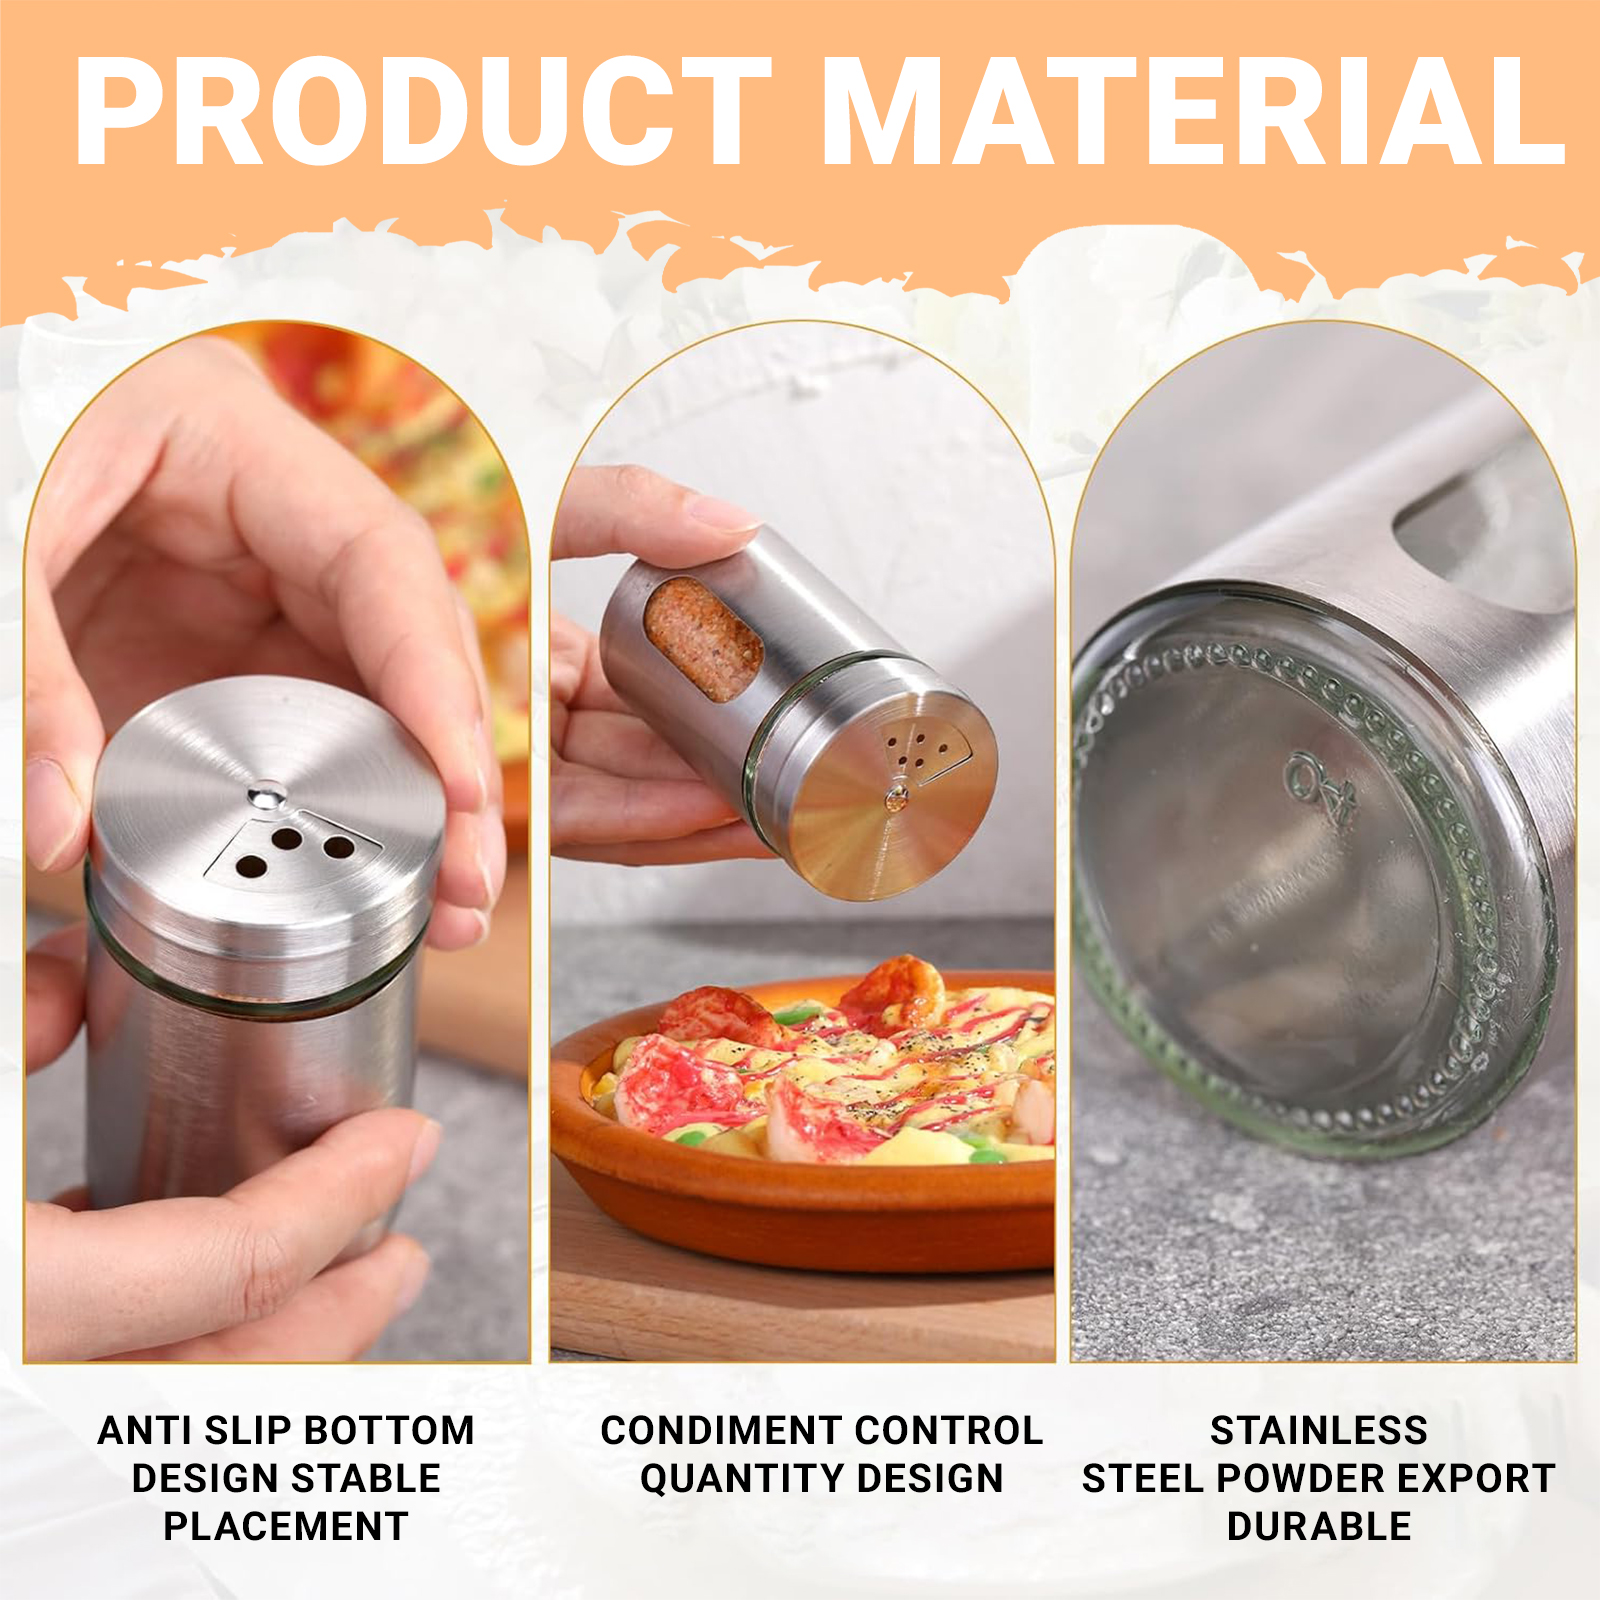 PRODUCT MATERIAL
ANTI SLIP BOTTOM
DESIGN STABLE
PLACEMENT
CONDIMENT CONTROL
QUANTITY DESIGN
STAINLESS
STEEL POWDER EXPORT
DURABLE